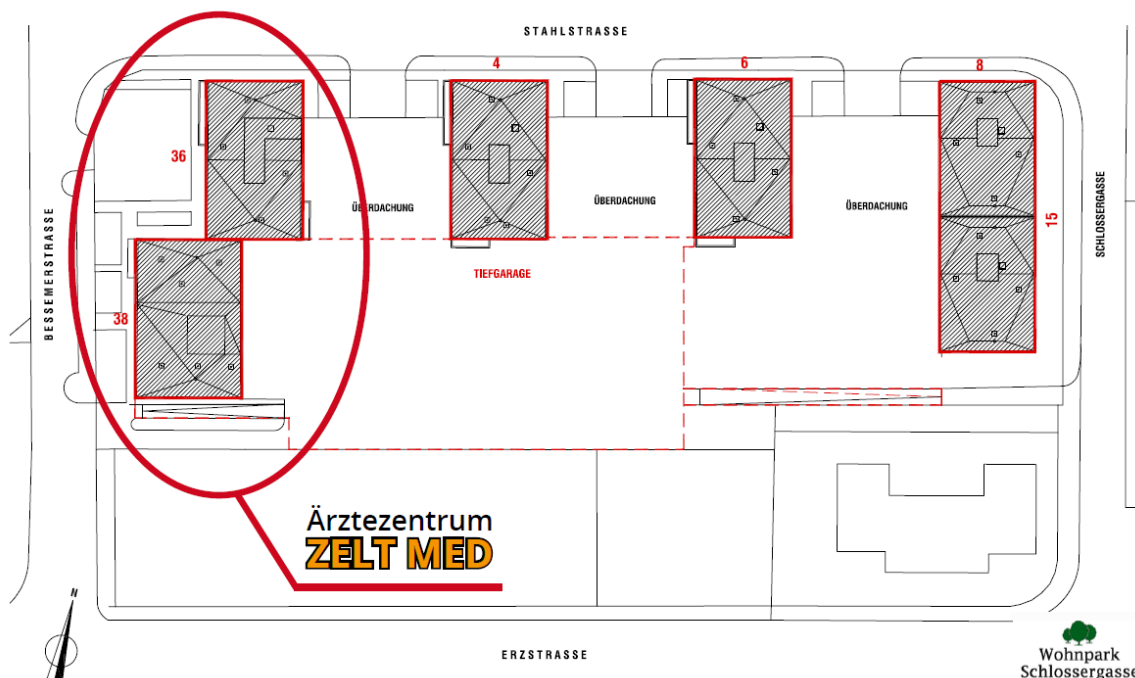 STAHLSTRASSE
4
6
8
36
ÜBERDACHUNG
ÜBERDACHUNG
ÜBERDACHUNG
15
SCHLOSSERGASSE
BESSEMERSTRASSE
TIEFGARAGE
38
Ärztezentrum
ZELT MED
N
ERZSTRASSE
Wohnpark
Schlossergasse